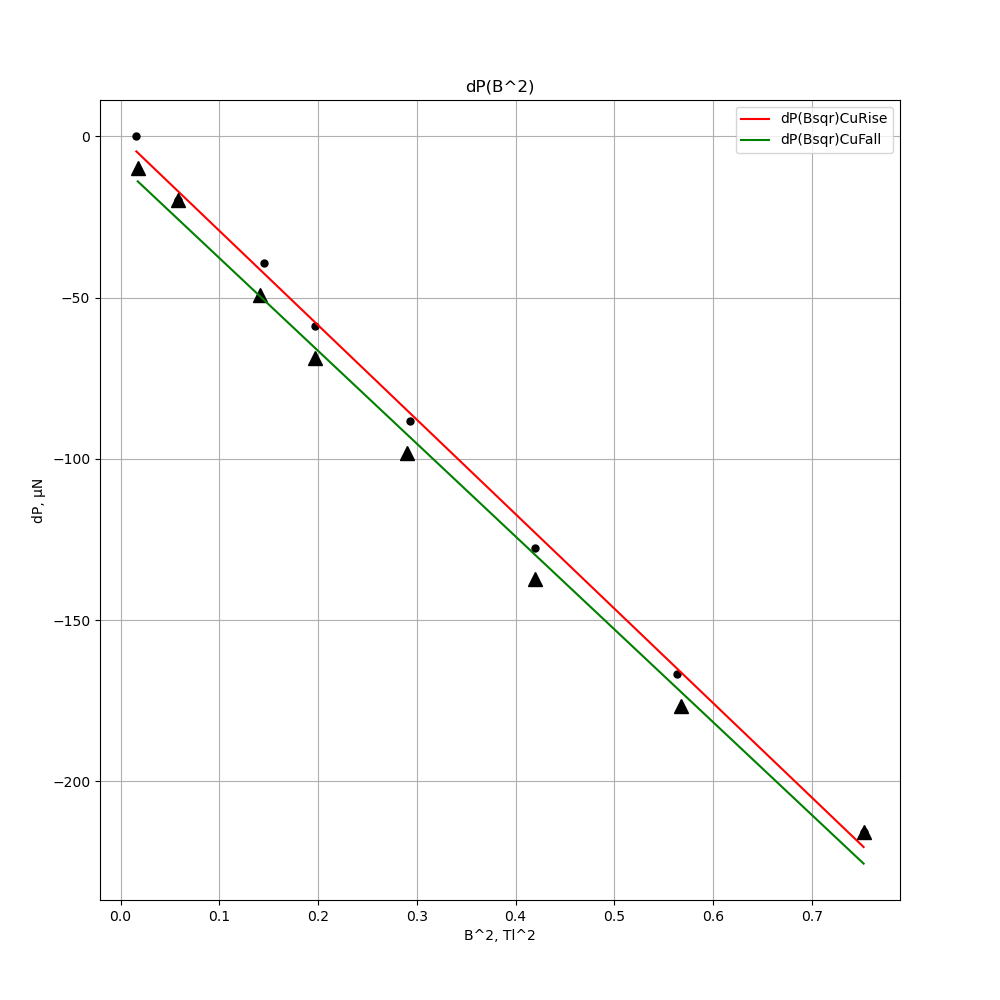 dP(B^2)
dP(Bsqr)CuRise
dP(Bsqr)CuFall
0
−50
−100
−150
−200
dP, μN
0.0 0.1 0.2 0.3 0.4 0.5 0.6 0.7
B^2, Tl^2